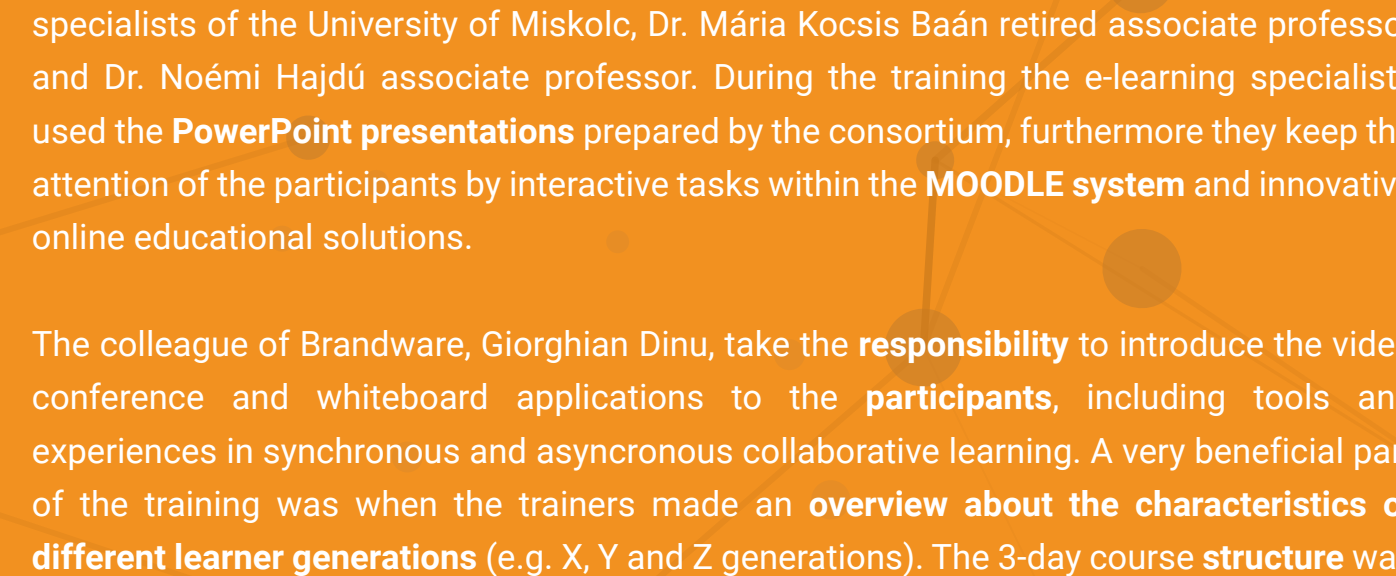 specialists of the University of Miskolc, Dr. Mária Kocsis Baán retired associate professo
and Dr. Noémi Hajdú associate professor. During the training the e-learning specialist
used the PowerPoint presentations prepared by the consortium, furthermore they keep th
attention of the participants by interactive tasks within the MOODLE system and innovativ
online educational solutions.
The colleague of Brandware, Giorghian Dinu, take the responsibility to introduce the vide
conference and whiteboard applications to the participants, including tools an
experiences in synchronous and asyncronous collaborative learning. A very beneficial par
of the training was when the trainers made an overview about the characteristics o
different learner generations (e.g. X, Y and Z generations). The 3-day course structure wa